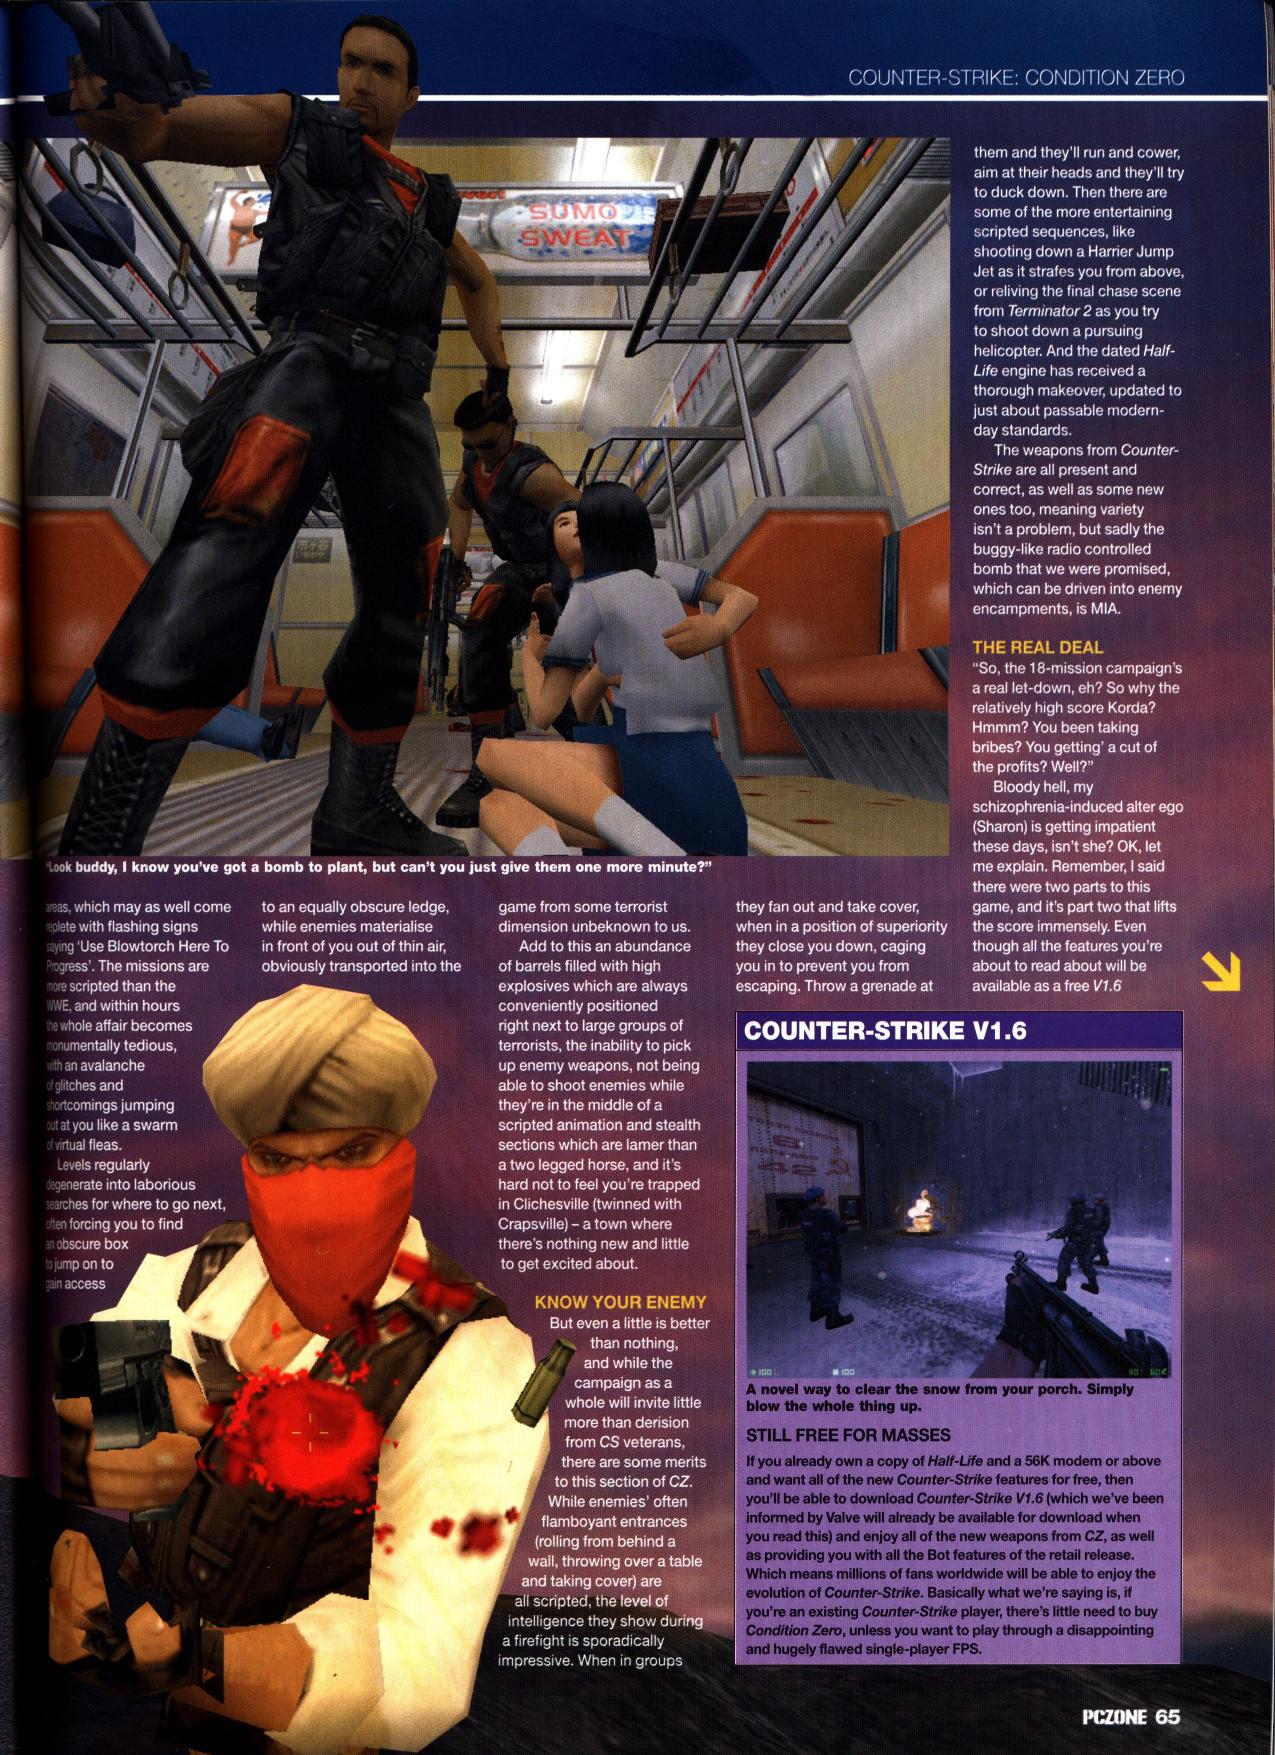 COUNTER-STRIKE: CONDITION ZERO
SUMO
SWEAT
"Look buddy, I know you've got a bomb to plant, but can't you just give them one more minute?"
areas, which may as well come
replete with flashing signs
saying 'Use Blowtorch Here To
Progress'. The missions are
more scripted than the
WWE, and within hours
the whole affair becomes
monumentally tedious,
with an avalanche
of glitches and
shortcomings jumping
out at you like a swarm
of virtual fleas.
Levels regularly
degenerate into laborious
searches for where to go next,
often forcing you to find
an obscure box
to jump on to
gain access
to an equally obscure ledge,
while enemies materialise
in front of you out of thin air,
obviously transported into the
game from some terrorist
dimension unbeknown to us.
Add to this an abundance
of barrels filled with high
explosives which are always
conveniently positioned
right next to large groups of
terrorists, the inability to pick
up enemy weapons, not being
able to shoot enemies while
they're in the middle of a
scripted animation and stealth
sections which are lamer than
a two legged horse, and it's
hard not to feel you're trapped
in Clichesville (twinned with
Crapsville) – a town where
there's nothing new and little
to get excited about.
KNOW YOUR ENEMY
But even a little is better
than nothing,
and while the
campaign as a
whole will invite little
more than derision
from CS veterans,
there are some merits
to this section of CZ.
While enemies' often
flamboyant entrances
(rolling from behind a
wall, throwing over a table
and taking cover) are
all scripted, the level of
intelligence they show during
a firefight is sporadically
impressive. When in groups
they fan out and take cover,
when in a position of superiority
they close you down, caging
you in to prevent you from
escaping. Throw a grenade at
them and they'll run and cower,
aim at their heads and they'll try
to duck down. Then there are
some of the more entertaining
scripted sequences, like
shooting down a Harrier Jump
Jet as it strafes you from above,
or reliving the final chase scene
from Terminator 2 as you try
to shoot down a pursuing
helicopter. And the dated Half-
Life engine has received a
thorough makeover, updated to
just about passable modern-
day standards.
The weapons from Counter-
Strike are all present and
correct, as well as some new
ones too, meaning variety
isn't a problem, but sadly the
buggy-like radio controlled
bomb that we were promised,
which can be driven into enemy
encampments, is MIA.
THE REAL DEAL
"So, the 18-mission campaign's
a real let-down, eh? So why the
relatively high score Korda?
Hmmm? You been taking
bribes? You getting' a cut of
the profits? Well?"
Bloody hell, my
schizophrenia-induced alter ego
(Sharon) is getting impatient
these days, isn't she? OK, let
me explain. Remember, I said
there were two parts to this
game, and it's part two that lifts
the score immensely. Even
though all the features you're
about to read about will be
available as a free V1.6
COUNTER-STRIKE V1.6
A novel way to clear the snow from your porch. Simply
blow the whole thing up.
STILL FREE FOR MASSES
If you already own a copy of Half-Life and a 56K modem or above
and want all of the new Counter-Strike features for free, then
you'll be able to download Counter-Strike V1.6 (which we've been
informed by Valve will already be available for download when
you read this) and enjoy all of the new weapons from CZ, as well
as providing you with all the Bot features of the retail release.
Which means millions of fans worldwide will be able to enjoy the
evolution of Counter-Strike. Basically what we're saying is, if
you're an existing Counter-Strike player, there's little need to buy
Condition Zero, unless you want to play through a disappointing
and hugely flawed single-player FPS.
PCZONE 65